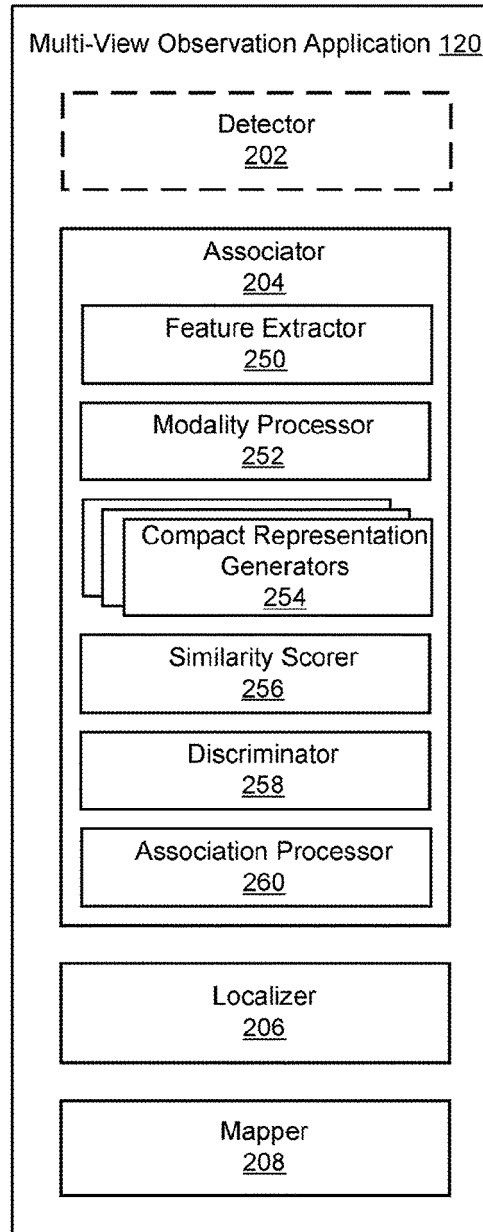 Multi-View Observation Application 120
Detector
202
Associator
204
Feature Extractor
250
Modality Processor
252
Compact Representation
Generators
254
Similarity Scorer
256
Discriminator
258
Association Processor
260
Localizer
206
Mapper
208